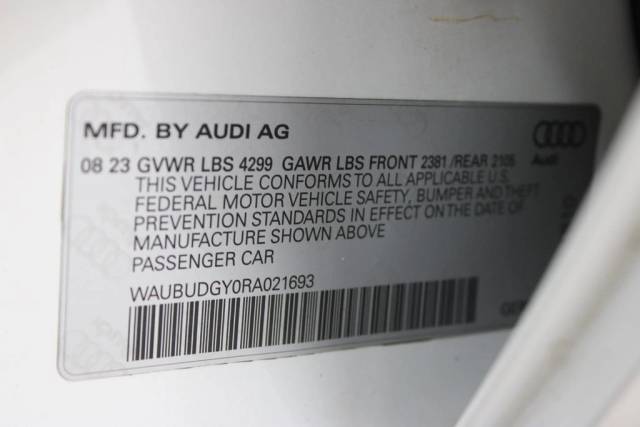 MFD. BY AUDI AG
Audi
08 23 GVWR LBS 4299 GAWR LBS FRONT 2381/REAR 2105
THIS VEHICLE CONFORMS TO ALL APPLICABLE U.S.
FEDERAL MOTOR VEHICLE SAFETY, BUMPER AND THEFT
PREVENTION STANDARDS IN EFFECT ON THE DATE OF
MANUFACTURE SHOWN ABOVE
PASSENGER CAR
WAUBUDGY0RA021693